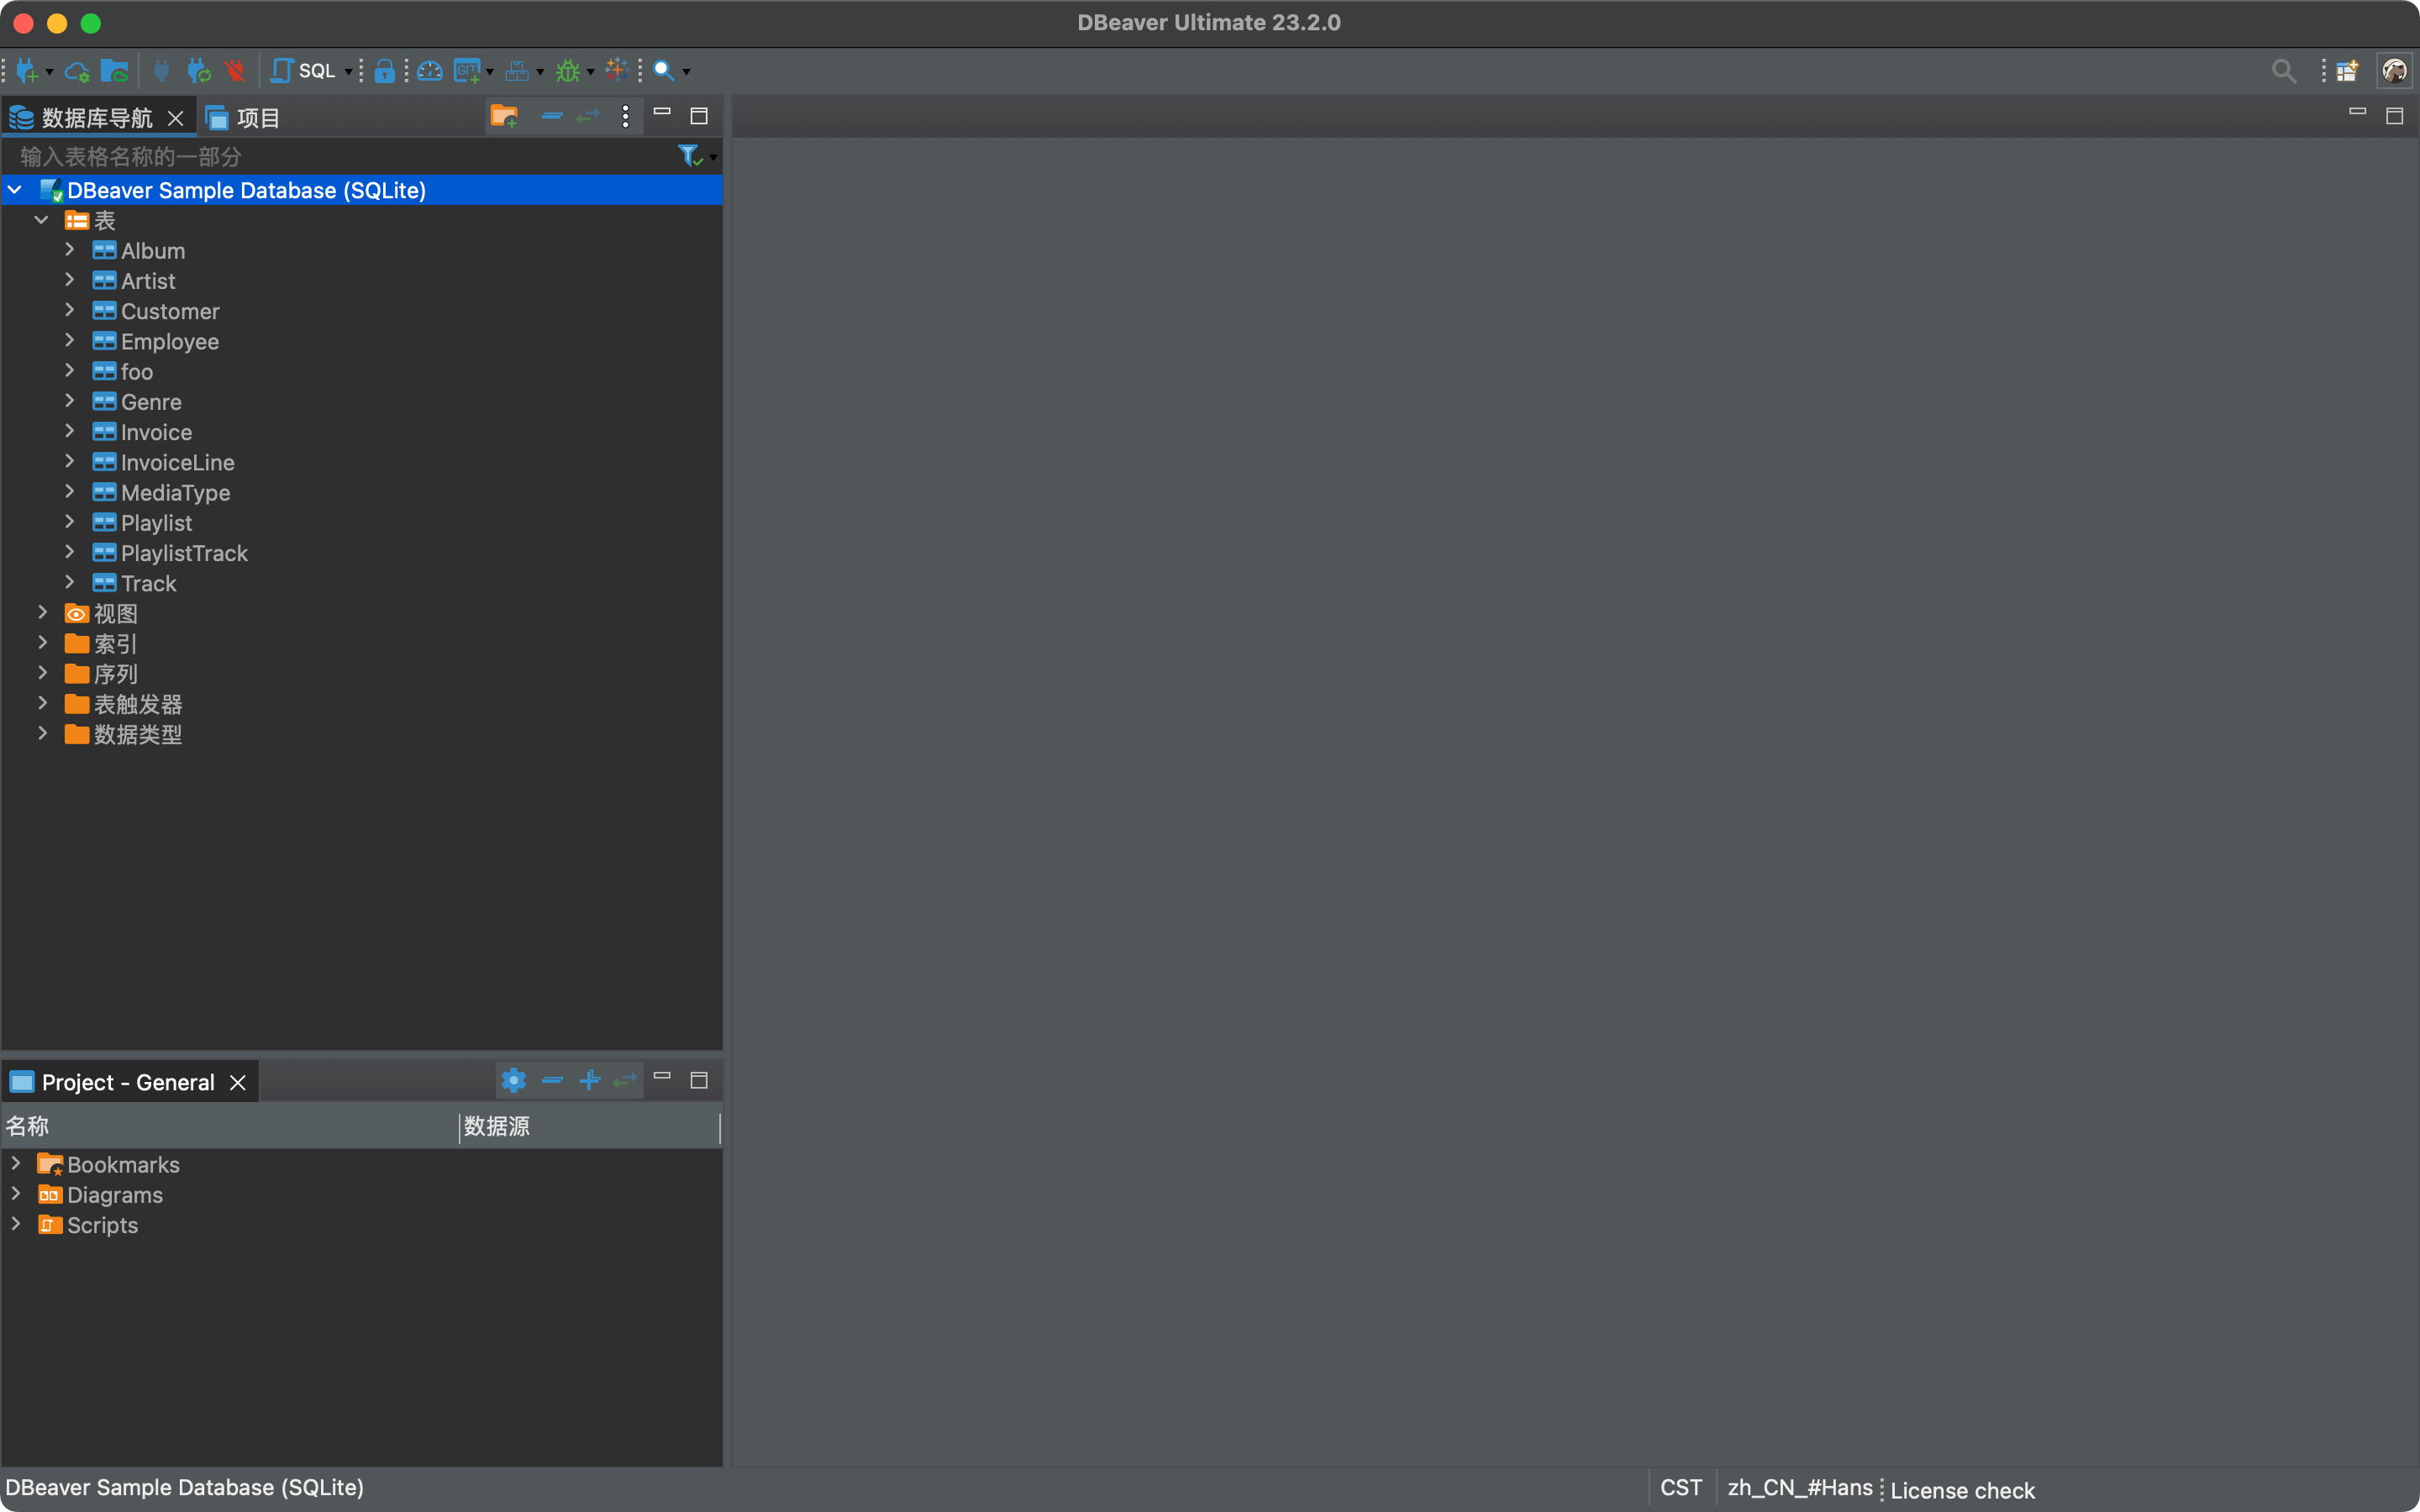 DBeaver Ultimate 23.2.0
SQL
GIT
数据库导航
项目
输入表格名称的一部分
DBeaver Sample Database (SQLite)
表
Album
Artist
Customer
Employee
foo
Genre
Invoice
InvoiceLine
MediaType
Playlist
PlaylistTrack
Track
视图
索引
序列
表触发器
数据类型
Project - General
名称 数据源
Bookmarks
Diagrams
Scripts
DBeaver Sample Database (SQLite) CST zh_CN_#Hans License check